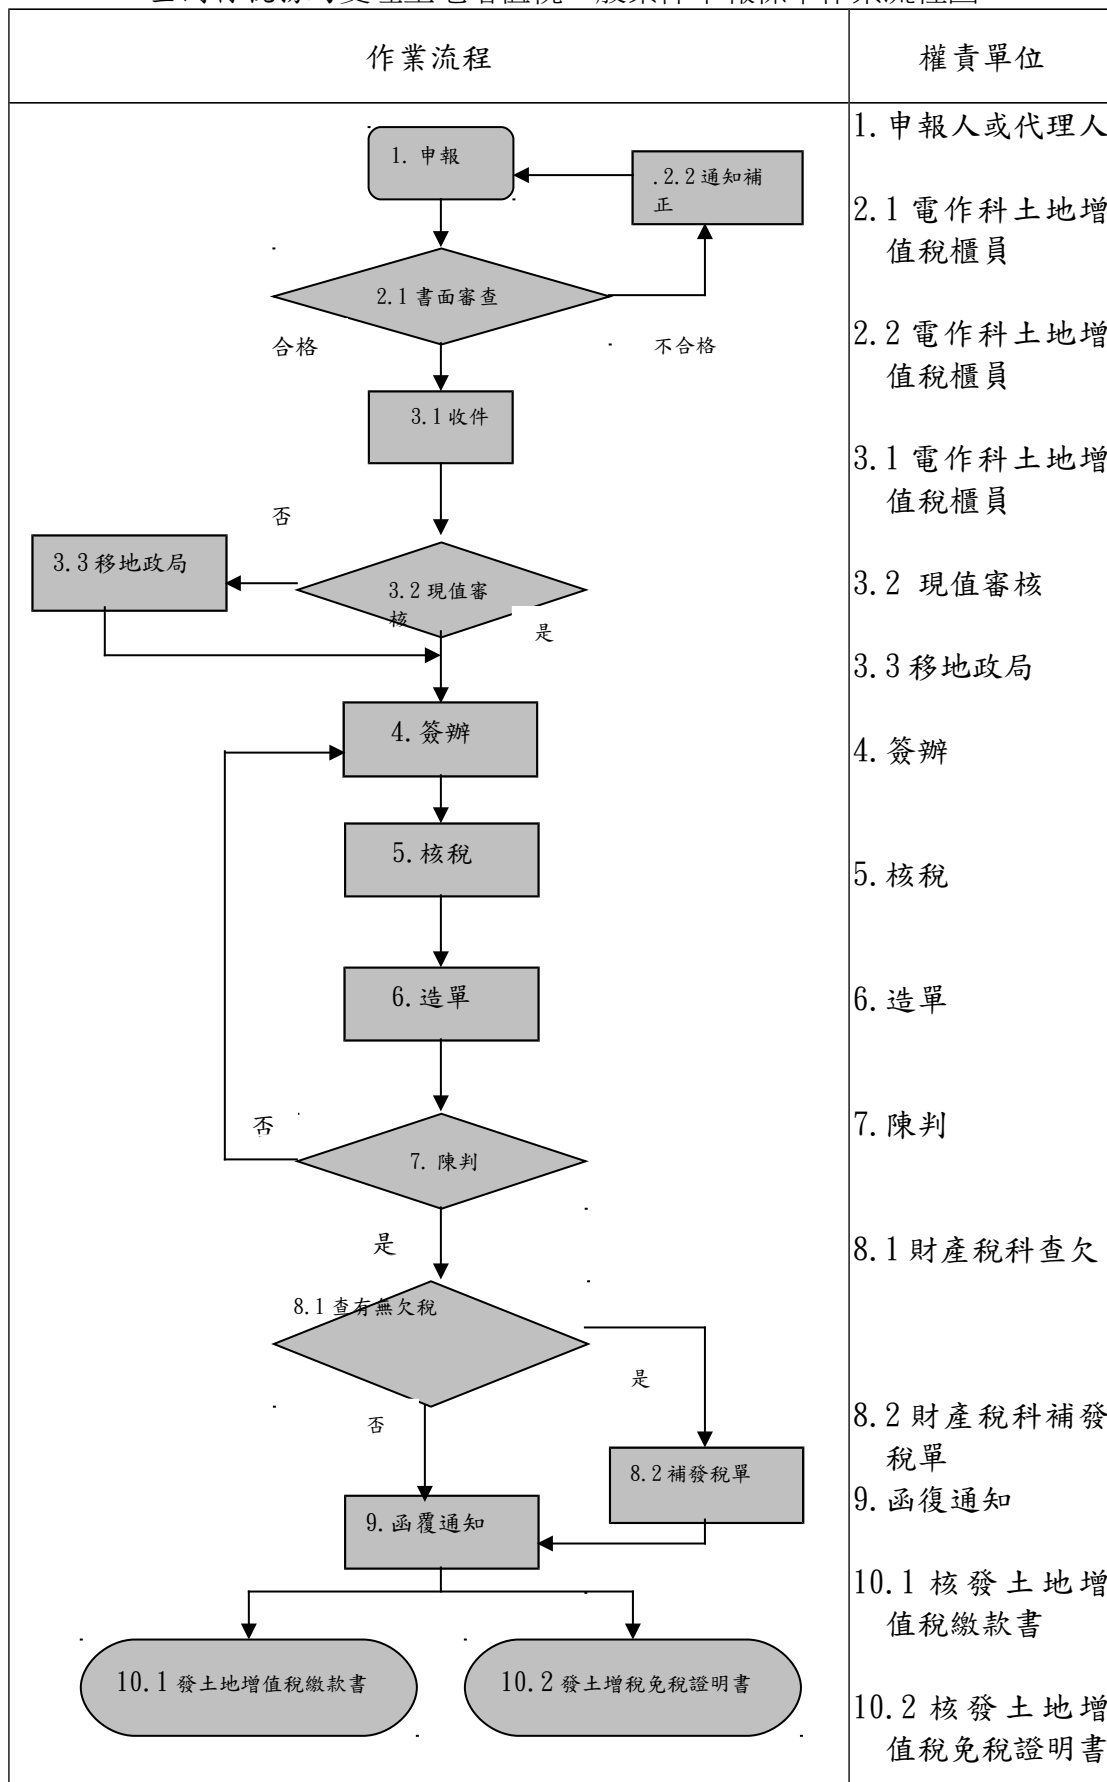 作業流程
權責單位
1. 申報
.2.2 通知補
正
2.1 書面審查
合格
不合格
3.1 收件
否
3.3 移地政局
3.2 現值審
核
是
4. 簽辦
5. 核稅
6. 造單
否
7. 陳判
是
8.1 查有無欠稅
是
否
8.2 補發稅單
9. 函覆通知
10.1 發土地增值稅繳款書
10.2 發土增稅免稅證明書
1. 申報人或代理人
2.1 電作科土地增
值稅櫃員
2.2 電作科土地增
值稅櫃員
3.1 電作科土地增
值稅櫃員
3.2 現值審核
3.3 移地政局
4. 簽辦
5. 核稅
6. 造單
7. 陳判
8.1 財產稅科查欠
8.2 財產稅科補發
稅單
9. 函復通知
10.1 核發土地增
值稅繳款書
10.2 核發土地增
值稅免稅證明書